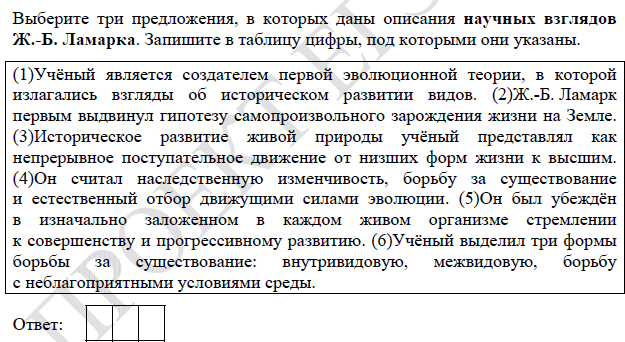 Выберите три предложения, в которых даны описания научных взглядов
Ж.-Б. Ламарка. Запишите в таблицу цифры, под которыми они указаны.
(1)Учёный является создателем первой эволюционной теории, в которой
излагались взгляды об историческом развитии видов. (2)Ж.-Б. Ламарк
первым выдвинул гипотезу самопроизвольного зарождения жизни на Земле.
(3)Историческое развитие живой природы учёный представлял как
непрерывное поступательное движение от низших форм жизни к высшим.
(4)Он считал наследственную изменчивость, борьбу за существование
и естественный отбор движущими силами эволюции. (5)Он был убеждён
в изначально заложенном в каждом живом организме стремлении
к совершенству и прогрессивному развитию. (6)Учёный выделил три формы
борьбы за существование: внутривидовую, межвидовую, борьбу
с неблагоприятными условиями среды.
Ответ:
ПРОЕКТ ЕГЭ